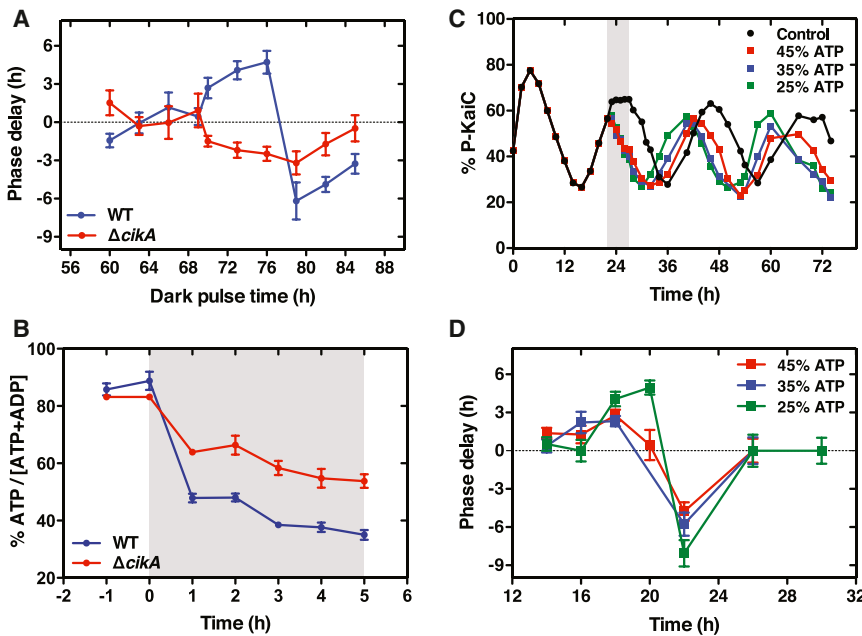 A
Phase delay (h)
6
3
0
-3
-6
-9
WT
ΔcikA
56 60 64 68 72 76 80 84 88
Dark pulse time (h)
B
% ATP / [ATP+ADP]
100
80
60
40
20
WT
ΔcikA
-2 -1 0 1 2 3 4 5 6
Time (h)
C
Control
45% ATP
35% ATP
25% ATP
% P-KaiC
100
80
60
40
20
0
0 12 24 36 48 60 72
Time (h)
D
45% ATP
35% ATP
25% ATP
Phase delay (h)
6
3
0
-3
-6
-9
12 16 20 24 28 32
Time (h)